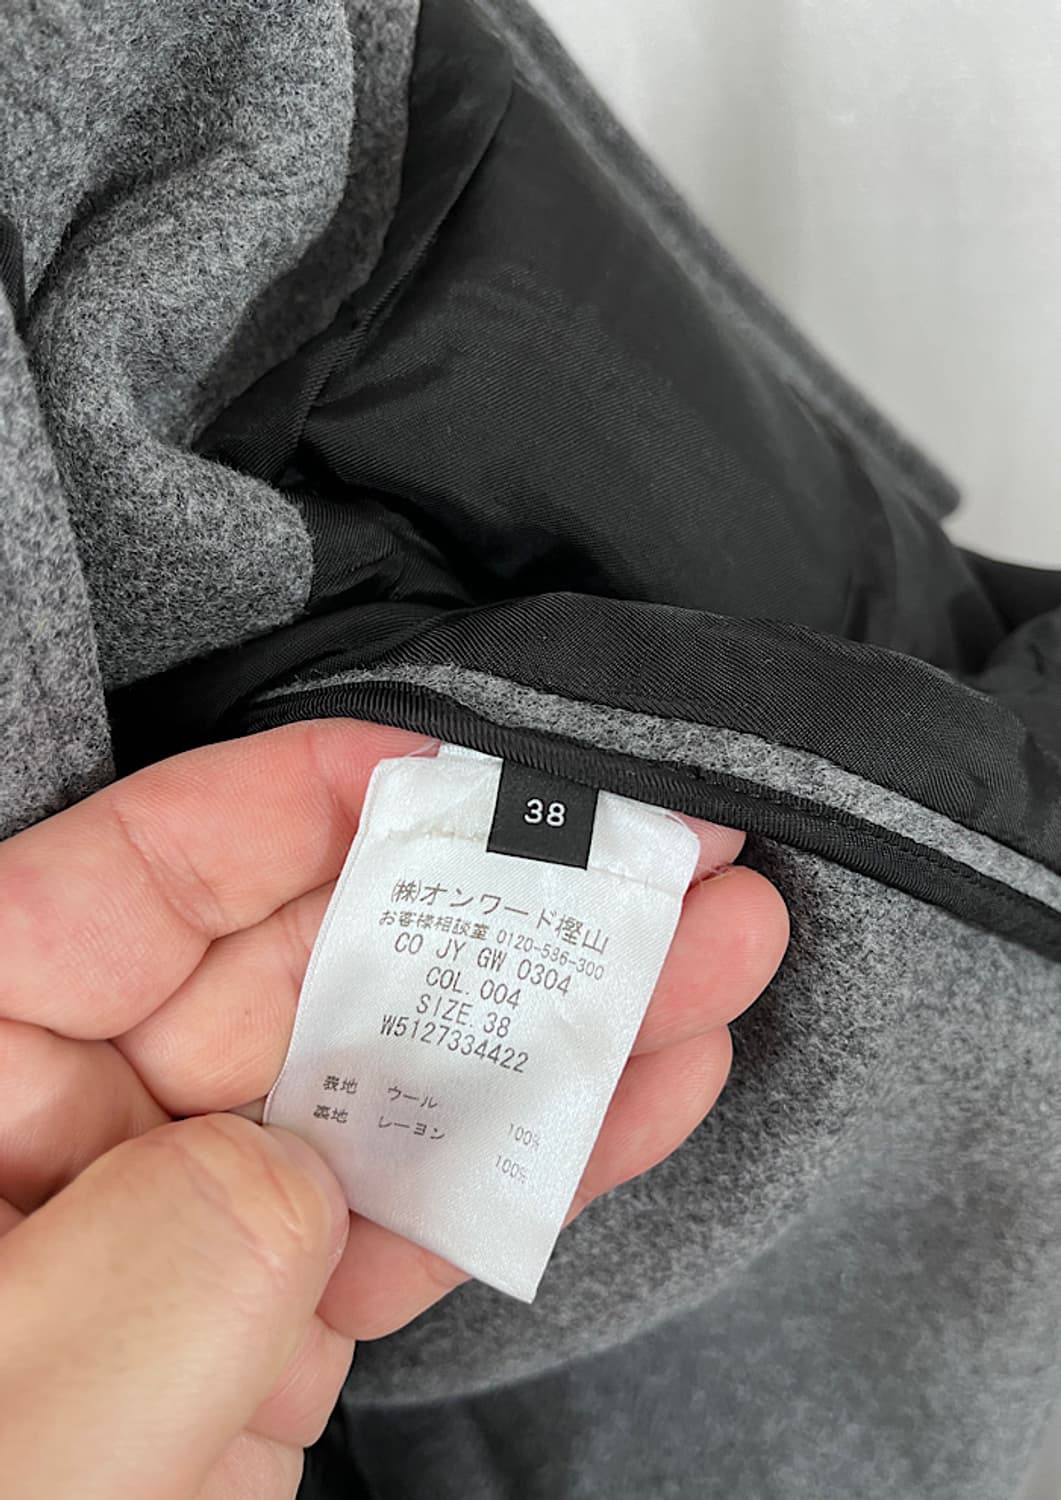 38
(株)オンワード樫山
お客様相談室 0120-586-300
CO JY GW 0304
COL. 004
SIZE. 38
W5127334422
表地 ウール 100%
裏地 レーヨン 100%